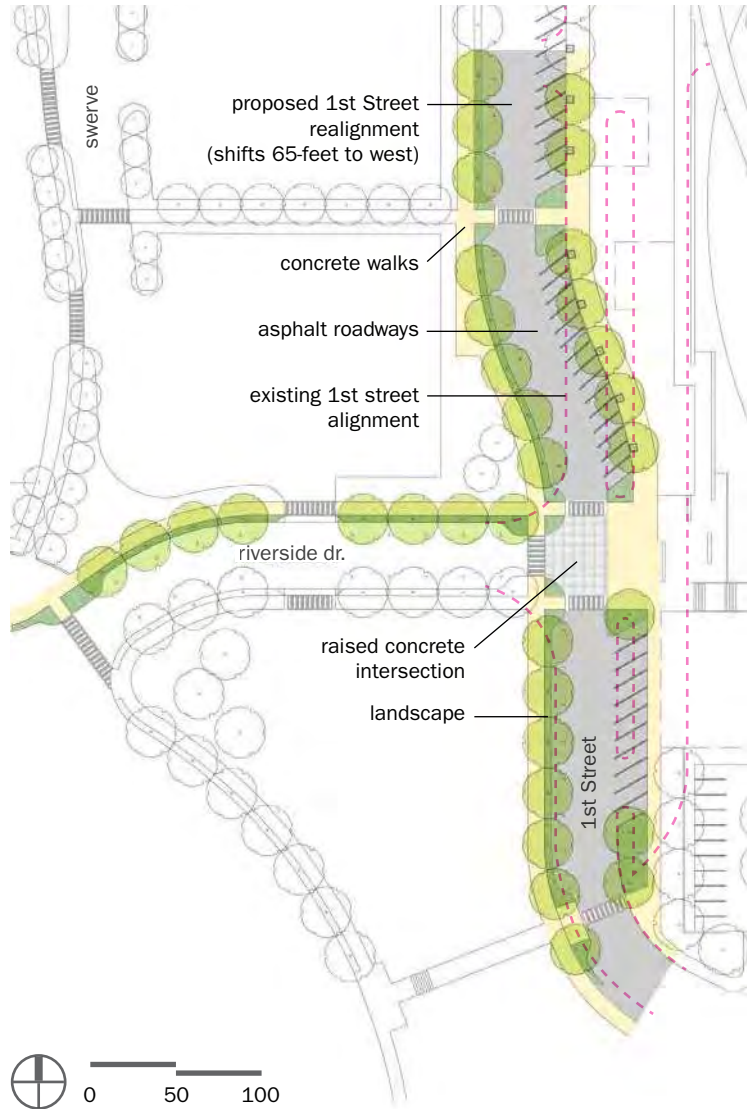 swerve
proposed 1st Street
realignment
(shifts 65-feet to west)
concrete walks
asphalt roadways
existing 1st street
alignment
riverside dr.
raised concrete
intersection
landscape
1st Street
0 50 100